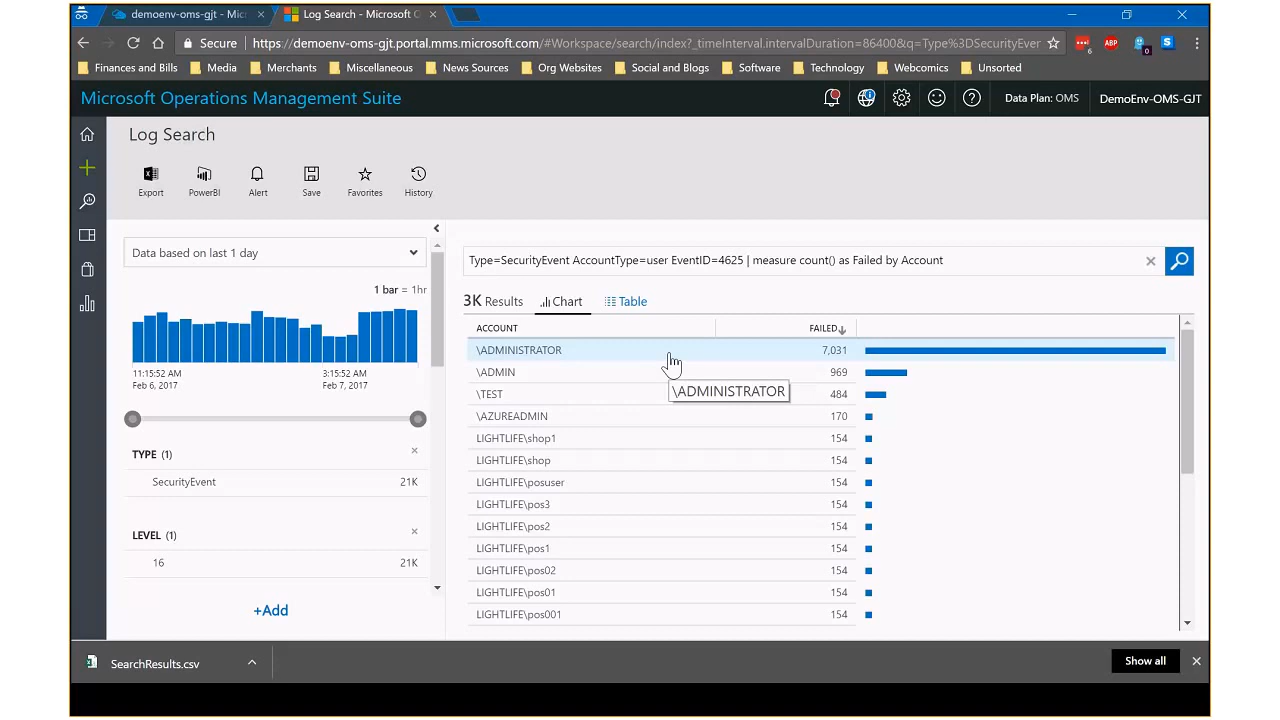 demoenv-oms-gjt - Mic
Log Search - Microsoft O
Secure
https://demoenv-oms-gjt.portal.mms.microsoft.com/#Workspace/search/index?_timeInterval.intervalDuration=86400&q=Type%3DSecurityEver
6
ABP
0
S
Finances and Bills
Media
Merchants
Miscellaneous
News Sources
Org Websites
Social and Blogs
Software
Technology
Webcomics
Unsorted
Microsoft Operations Management Suite
Data Plan: OMS
DemoEnv-OMS-GJT
Log Search
Export
PowerBI
Alert
Save
Favorites
History
Data based on last 1 day
1 bar = 1hr
11:15:52 AM
Feb 6, 2017
3:15:52 AM
Feb 7, 2017
TYPE (1)
SecurityEvent 21K
LEVEL (1)
16 21K
+Add
Type=SecurityEvent AccountType=user EventID=4625 | measure count() as Failed by Account
3K Results
Chart
Table
ACCOUNT FAILED
\ADMINISTRATOR 7,031
\ADMIN 969
\ADMINISTRATOR
\TEST 484
\AZUREADMIN 170
LIGHTLIFE\shop1 154
LIGHTLIFE\shop 154
LIGHTLIFE\posuser 154
LIGHTLIFE\pos3 154
LIGHTLIFE\pos2 154
LIGHTLIFE\pos1 154
LIGHTLIFE\pos02 154
LIGHTLIFE\pos01 154
LIGHTLIFE\pos001 154
SearchResults.csv
Show all